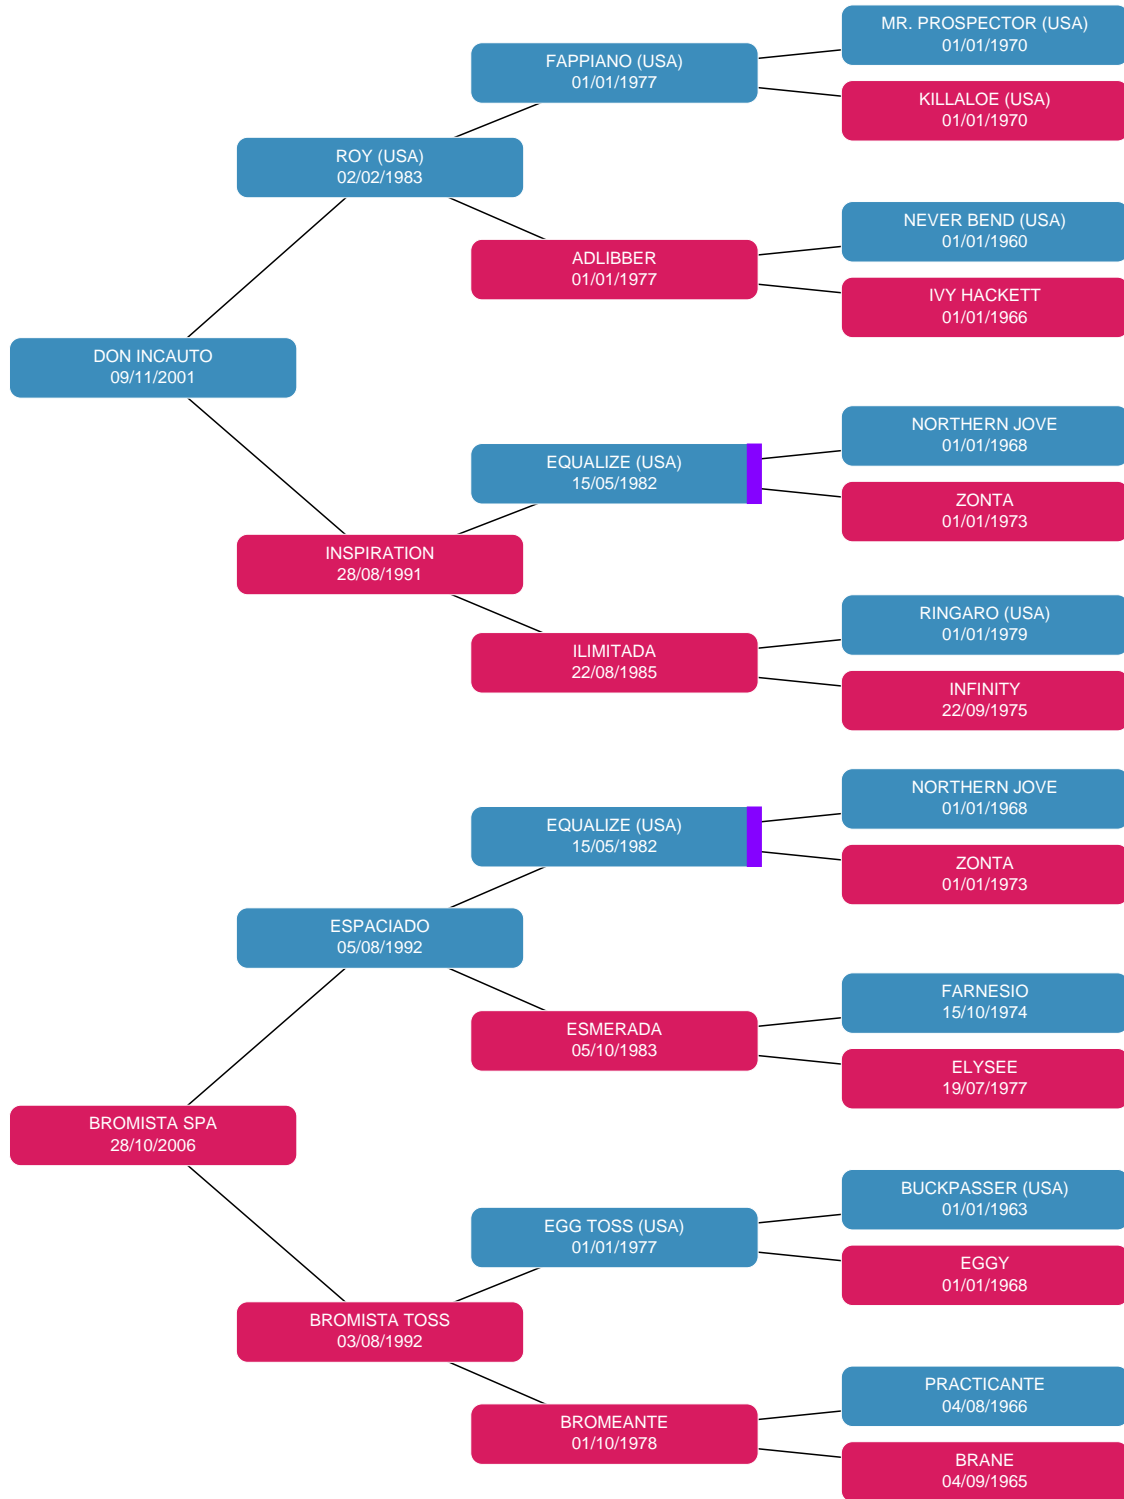 MR. PROSPECTOR (USA)
01/01/1970
FAPPIANO (USA)
01/01/1977
KILLALOE (USA)
01/01/1970
ROY (USA)
02/02/1983
NEVER BEND (USA)
01/01/1960
ADLIBBER
01/01/1977
IVY HACKETT
01/01/1966
DON INCAUTO
09/11/2001
NORTHERN JOVE
01/01/1968
EQUALIZE (USA)
15/05/1982
ZONTA
01/01/1973
INSPIRATION
28/08/1991
RINGARO (USA)
01/01/1979
ILIMITADA
22/08/1985
INFINITY
22/09/1975
NORTHERN JOVE
01/01/1968
EQUALIZE (USA)
15/05/1982
ZONTA
01/01/1973
ESPACIADO
05/08/1992
FARNESIO
15/10/1974
ESMERADA
05/10/1983
ELYSEE
19/07/1977
BROMISTA SPA
28/10/2006
BUCKPASSER (USA)
01/01/1963
EGG TOSS (USA)
01/01/1977
EGGY
01/01/1968
BROMISTA TOSS
03/08/1992
PRACTICANTE
04/08/1966
BROMEANTE
01/10/1978
BRANE
04/09/1965